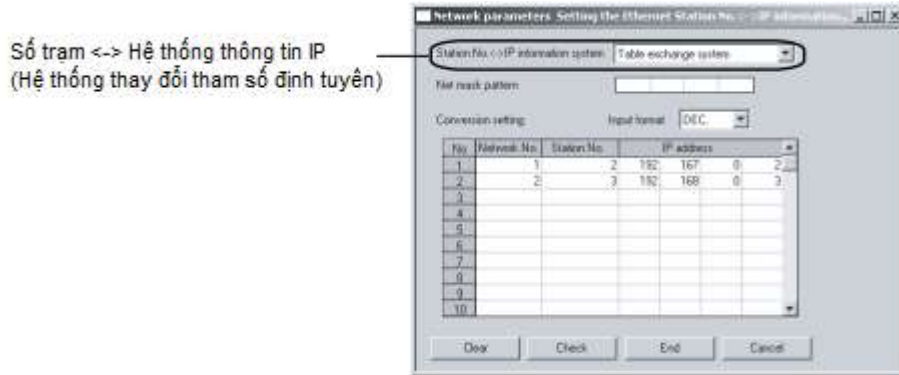 Network parameters Setting the Ethernet Station No. <-> IP information
Số trạm <-> Hệ thống thông tin IP
(Hệ thống thay đổi tham số định tuyên)
Station No.<->IP information system Table exchange system
Net mask pattern
Conversion setting Input format DEC.
No. Network No. Station No. IP address
1 1 2 192 167 0 2
2 2 3 192 168 0 3
3
4
5
6
7
8
9
10
Clear Check End Cancel